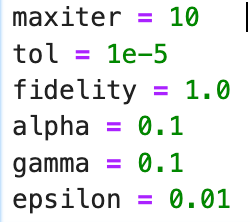 maxiter = 10
tol = 1e-5
fidelity = 1.0
alpha = 0.1
gamma = 0.1
epsilon = 0.01